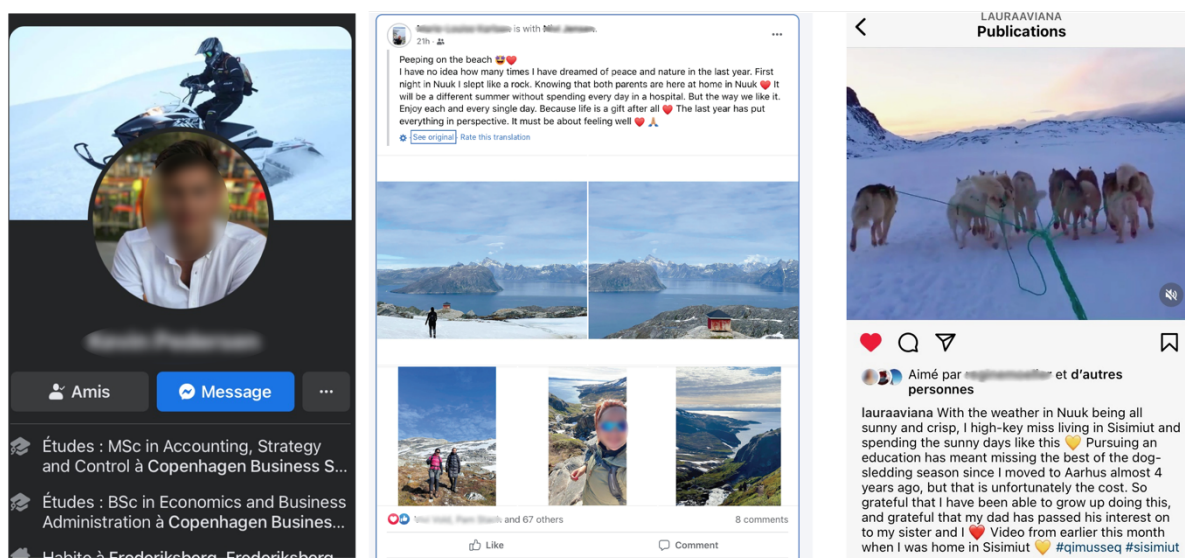 Amis
Message
Études : MSc in Accounting, Strategy
and Control à Copenhagen Business S...
Études : BSc in Economics and Business
Administration à Copenhagen Busines...
Habite à Frederiksberg, Frederiksberg
is with
21h
Peeping on the beach
I have no idea how many times I have dreamed of peace and nature in the last year. First
night in Nuuk I slept like a rock. Knowing that both parents are here at home in Nuuk ❤️ It
will be a different summer without spending every day in a hospital. But the way we like it.
Enjoy each and every single day. Because life is a gift after all ❤️ The last year has put
everything in perspective. It must be about feeling well ❤️ 🙏
See original · Rate this translation
and 67 others
8 comments
Like
Comment
LAURAAVIANA
Publications
Aimé par et d'autres
personnes
lauraaviana With the weather in Nuuk being all
sunny and crisp, I high-key miss living in Sisimiut and
spending the sunny days like this 💛 Pursuing an
education has meant missing the best of the dog-
sledding season since I moved to Aarhus almost 4
years ago, but that is unfortunately the cost. So
grateful that I have been able to grow up doing this,
and grateful that my dad has passed his interest on
to my sister and I ❤️ Video from earlier this month
when I was home in Sisimiut 💛 #qimusseq #sisimiut